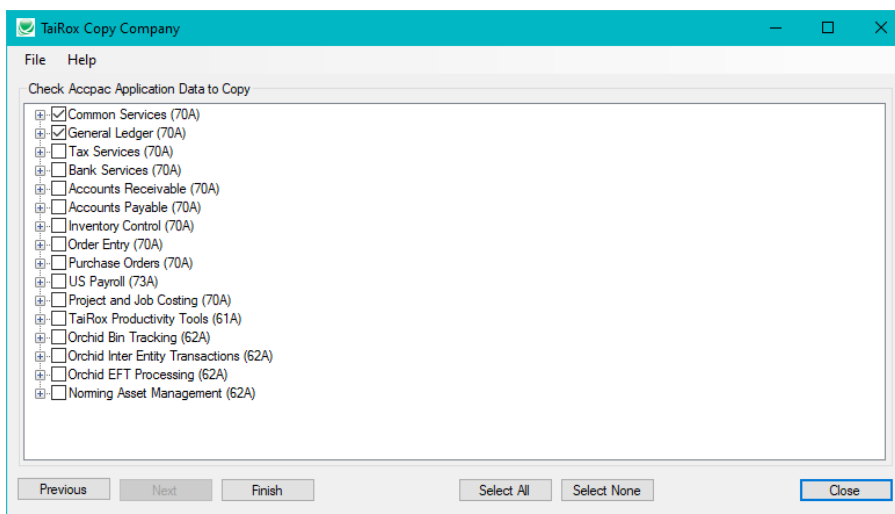 TaiRox Copy Company
File Help
Check Accpac Application Data to Copy
Common Services (70A)
General Ledger (70A)
Tax Services (70A)
Bank Services (70A)
Accounts Receivable (70A)
Accounts Payable (70A)
Inventory Control (70A)
Order Entry (70A)
Purchase Orders (70A)
US Payroll (73A)
Project and Job Costing (70A)
TaiRox Productivity Tools (61A)
Orchid Bin Tracking (62A)
Orchid Inter Entity Transactions (62A)
Orchid EFT Processing (62A)
Norming Asset Management (62A)
Previous Next Finish Select All Select None Close